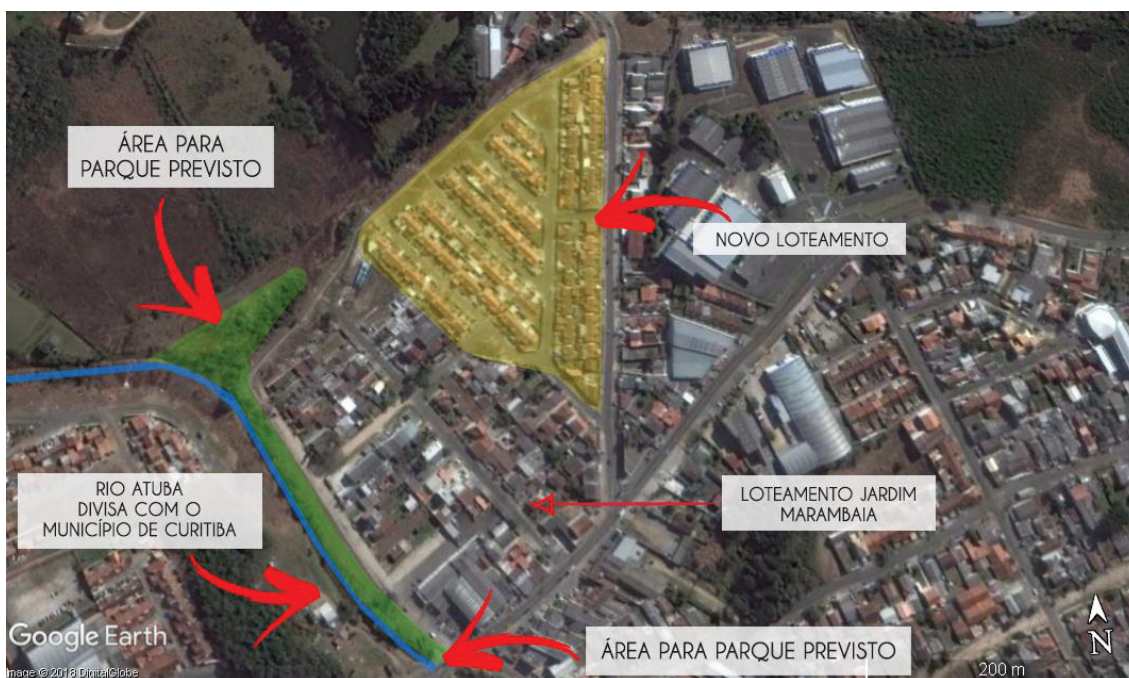 ÁREA PARA
PARQUE PREVISTO
NOVO LOTEAMENTO
RIO ATUBA
DIVISA COM O
MUNICÍPIO DE CURITIBA
LOTEAMENTO JARDIM
MARAMBAIA
ÁREA PARA PARQUE PREVISTO
N
Google Earth
Image © 2018 DigitalGlobe
200 m